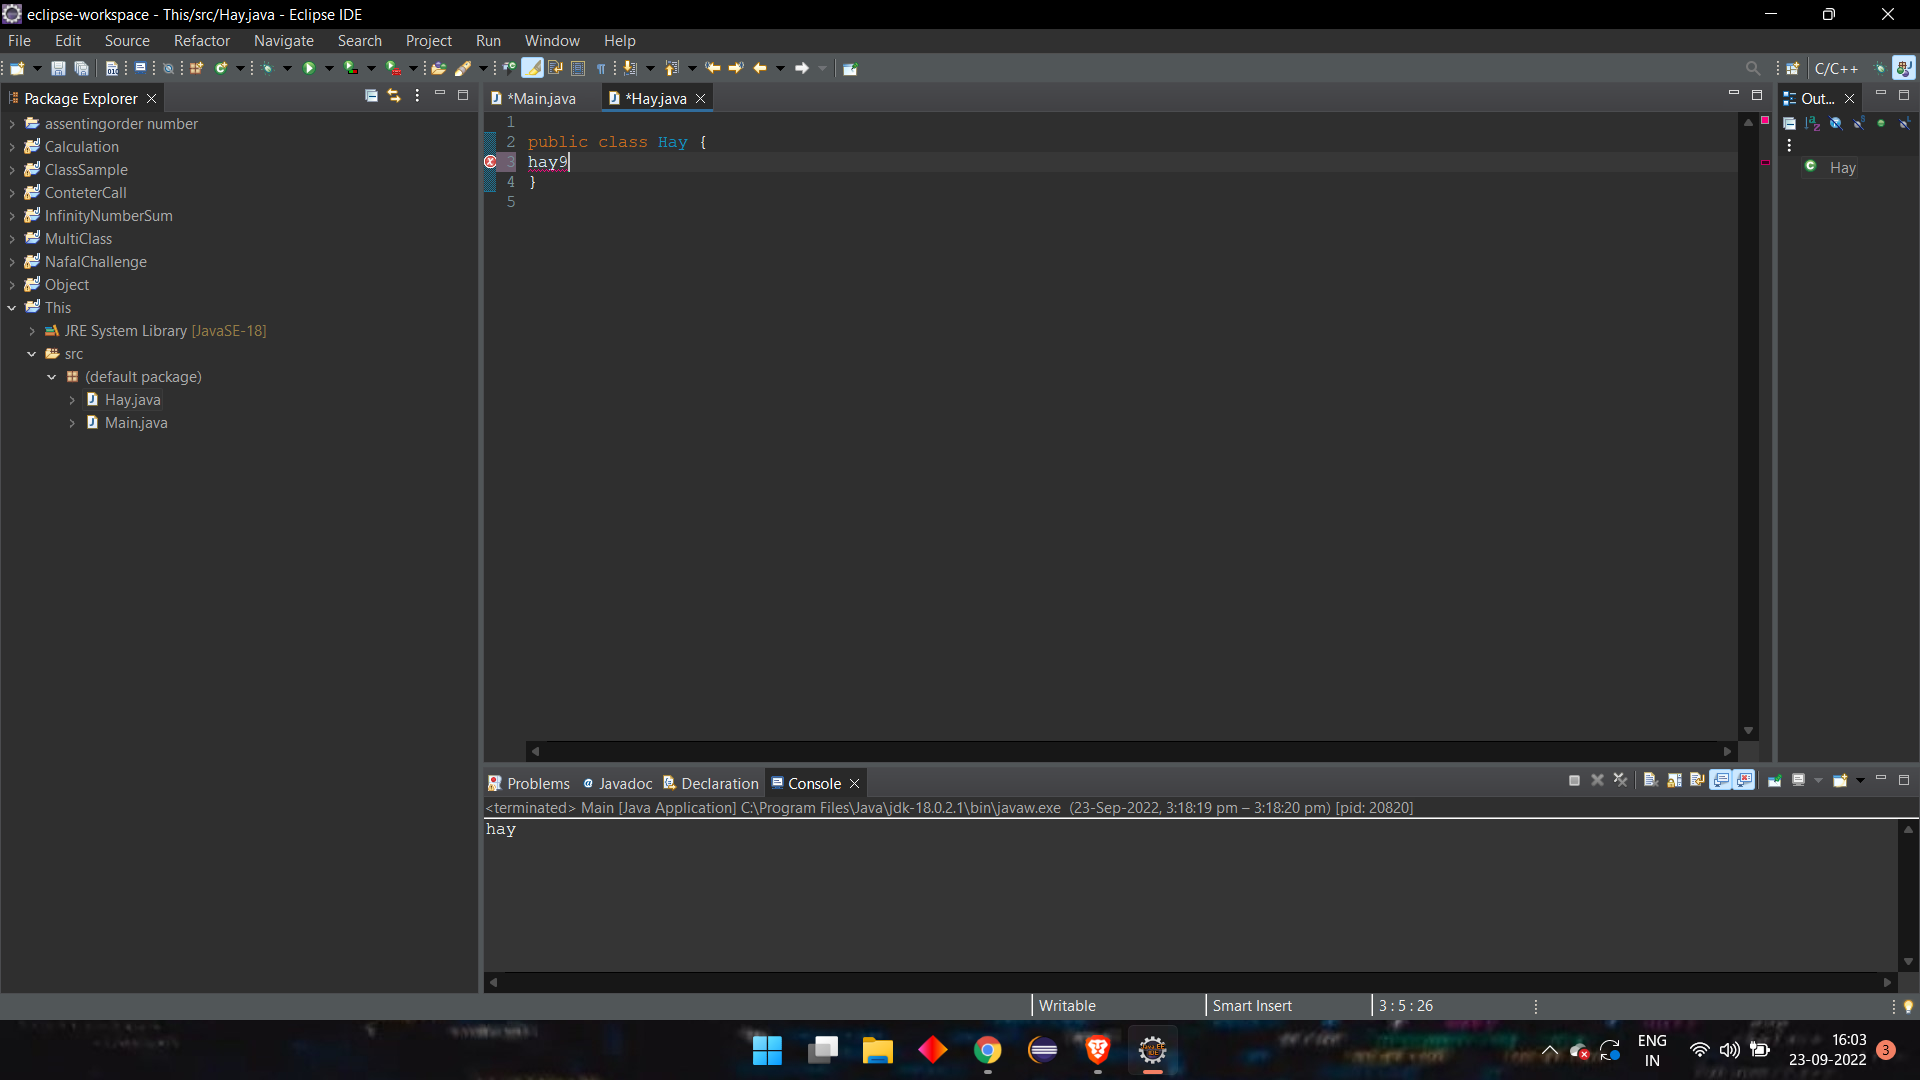 eclipse-workspace - This/src/Hay.java - Eclipse IDE
File Edit Source Refactor Navigate Search Project Run Window Help
C/C++
Package Explorer
assentingorder number
Calculation
ClassSample
ConteterCall
InfinityNumberSum
MultiClass
NafalChallenge
Object
This
JRE System Library [JavaSE-18]
src
(default package)
Hay.java
Main.java
*Main.java *Hay.java
1
2 public class Hay {
3 hay9
4 }
5
Out...
Hay
Problems @ Javadoc Declaration Console
<terminated> Main [Java Application] C:\Program Files\Java\jdk-18.0.2.1\bin\javaw.exe (23-Sep-2022, 3:18:19 pm – 3:18:20 pm) [pid: 20820]
hay
Writable Smart Insert 3 : 5 : 26
ENG
IN
16:03
23-09-2022
3